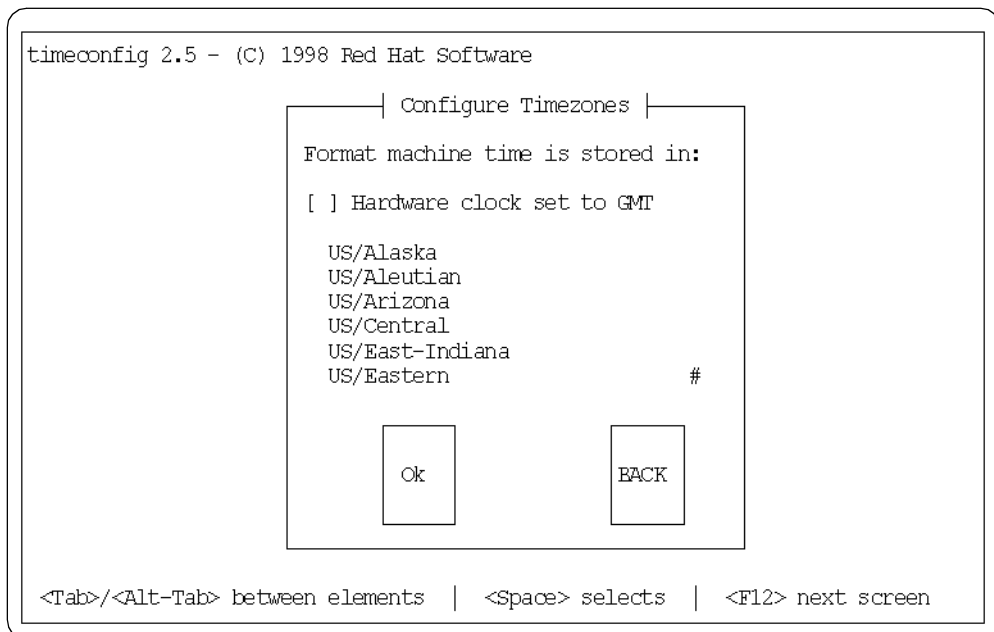 timeconfig 2.5 - (C) 1998 Red Hat Software
Configure Timezones
Format machine time is stored in:
[ ] Hardware clock set to GMT
US/Alaska
US/Aleutian
US/Arizona
US/Central
US/East-Indiana
US/Eastern #
Ok BACK
<Tab>/<Alt-Tab> between elements | <Space> selects | <F12> next screen